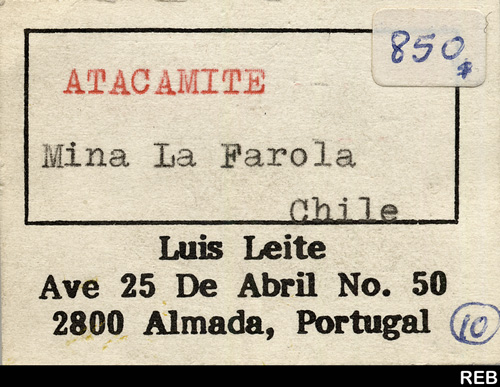 850
ATACAMITE
Mina La Farola
Chile
Luis Leite
Ave 25 De Abril No. 50
2800 Almada, Portugal
10
REB